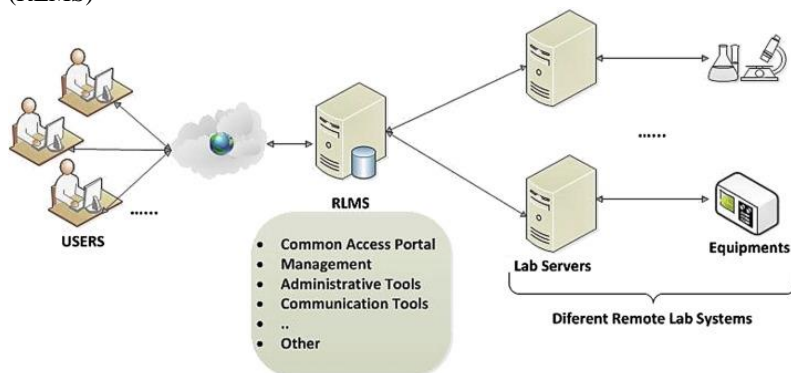 (RLMS)
......
USERS
RLMS
• Common Access Portal
• Management
• Administrative Tools
• Communication Tools
• ..
• Other
......
Lab Servers
Equipments
Diferent Remote Lab Systems